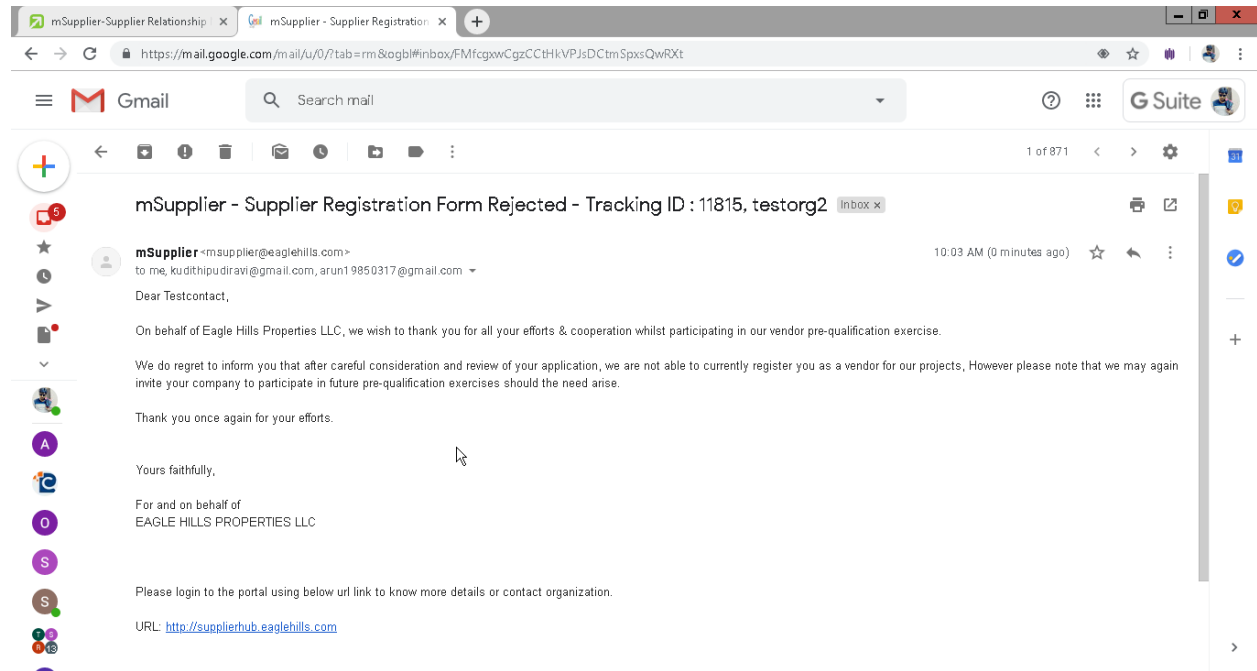 mSupplier-Supplier Relationship
mSupplier - Supplier Registration
https://mail.google.com/mail/u/0/?tab=rm&ogbl#inbox/FMfcgxwCgzCCtHkVPJsDCtmSpxsQwRXt
Gmail
Search mail
G Suite
1 of 871
31
5
mSupplier - Supplier Registration Form Rejected - Tracking ID : 11815, testorg2 Inbox x
mSupplier <msupplier@eaglehills.com>
10:03 AM (0 minutes ago)
to me, kudithipudiravi@gmail.com, arun19850317@gmail.com
Dear Testcontact,
On behalf of Eagle Hills Properties LLC, we wish to thank you for all your efforts & cooperation whilst participating in our vendor pre-qualification exercise.
We do regret to inform you that after careful consideration and review of your application, we are not able to currently register you as a vendor for our projects, However please note that we may again
invite your company to participate in future pre-qualification exercises should the need arise.
Thank you once again for your efforts.
A
Yours faithfully,
For and on behalf of
EAGLE HILLS PROPERTIES LLC
O
S
Please login to the portal using below url link to know more details or contact organization.
S
URL: http://supplierhub.eaglehills.com
T
R
13